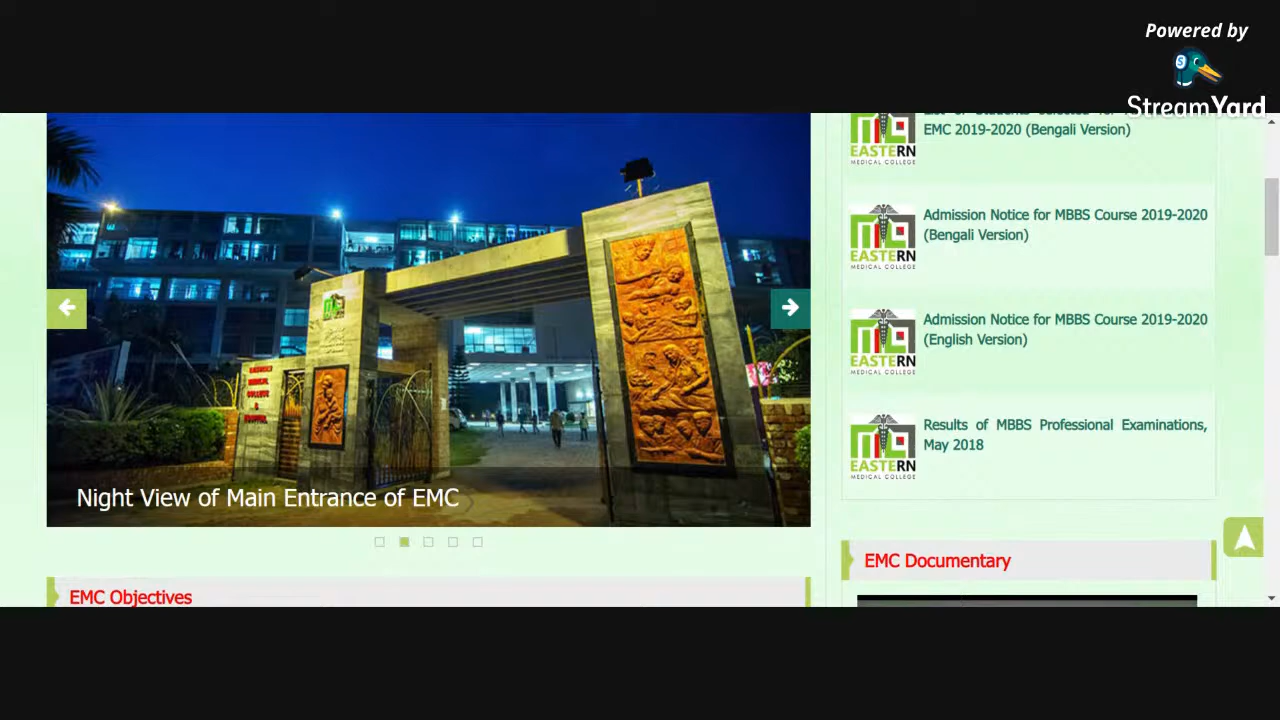 Powered by
StreamYard
EMC 2019-2020 (Bengali Version)
EASTERN
MEDICAL COLLEGE
Admission Notice for MBBS Course 2019-2020
(Bengali Version)
EASTERN
MEDICAL COLLEGE
Admission Notice for MBBS Course 2019-2020
(English Version)
EASTERN
MEDICAL COLLEGE
Results of MBBS Professional Examinations,
May 2018
EASTERN
MEDICAL COLLEGE
Night View of Main Entrance of EMC
EMC Objectives
EMC Documentary